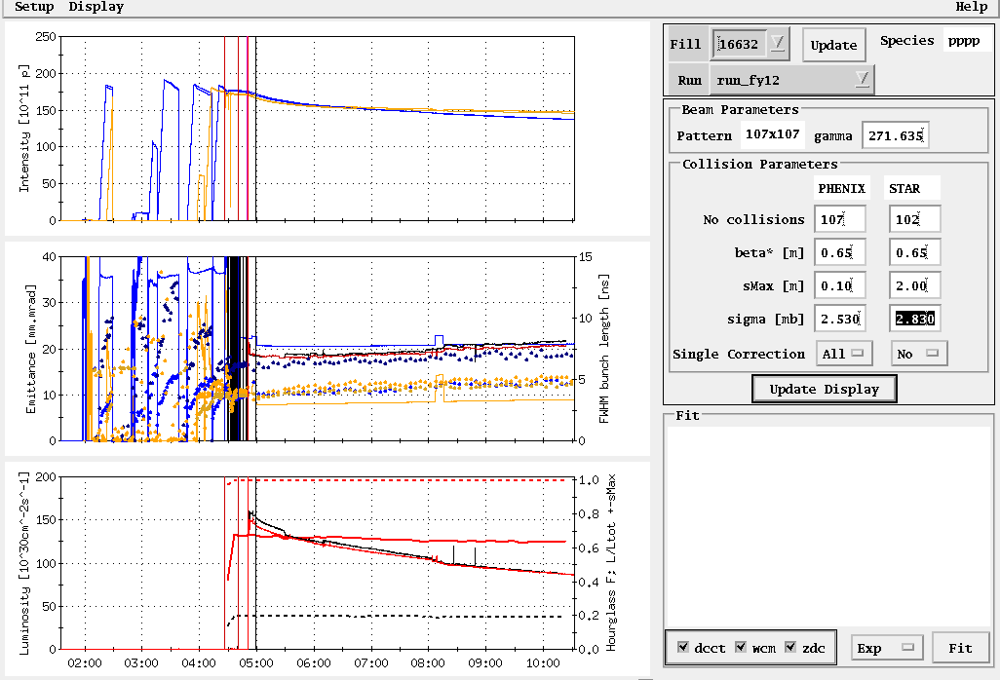 Setup Display Help
250
200
150
100
50
0
Intensity [10^11 p]
40
30
20
10
0
Emittance [mm.mrad]
15
10
5
0
FWHM bunch length [ns]
200
150
100
50
0
Luminosity [10^30cm^-2s^-1]
1.0
0.8
0.6
0.4
0.2
0.0
Hourglass F; L/Ltot +-sMax
02:00 03:00 04:00 05:00 06:00 07:00 08:00 09:00 10:00
Fill 16632 Update Species pppp
Run run_fy12
Beam Parameters
Pattern 107x107 gamma 271.635
Collision Parameters
PHENIX STAR
No collisions 107 102
beta* [m] 0.65 0.65
sMax [m] 0.10 2.00
sigma [mb] 2.530 2.830
Single Correction All No
Update Display
Fit
dcct wcm zdc Exp Fit